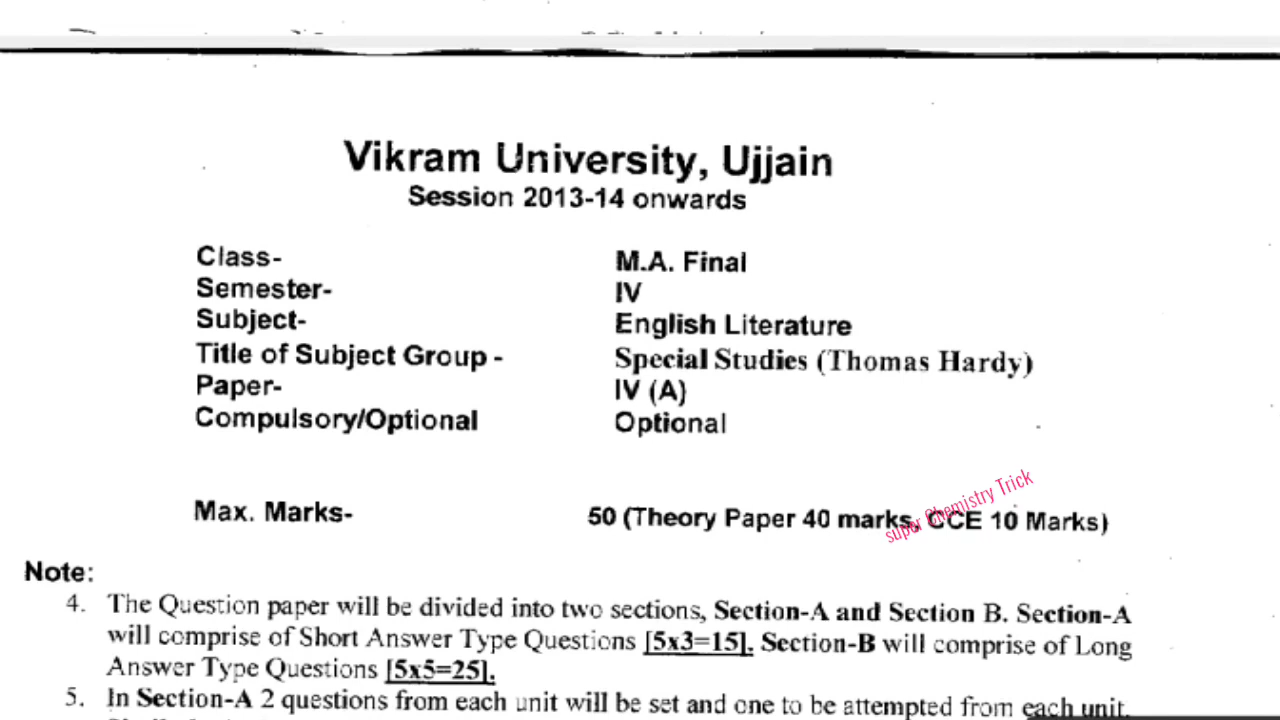 Vikram University, Ujjain
Session 2013-14 onwards
Class- M.A. Final
Semester- IV
Subject- English Literature
Title of Subject Group - Special Studies (Thomas Hardy)
Paper- IV (A)
Compulsory/Optional Optional
Max. Marks- 50 (Theory Paper 40 marks, CCE 10 Marks)
super Chemistry Trick
Note:
4. The Question paper will be divided into two sections, Section-A and Section B. Section-A
will comprise of Short Answer Type Questions [5x3=15]. Section-B will comprise of Long
Answer Type Questions [5x5=25].
5. In Section-A 2 questions from each unit will be set and one to be attempted from each unit.